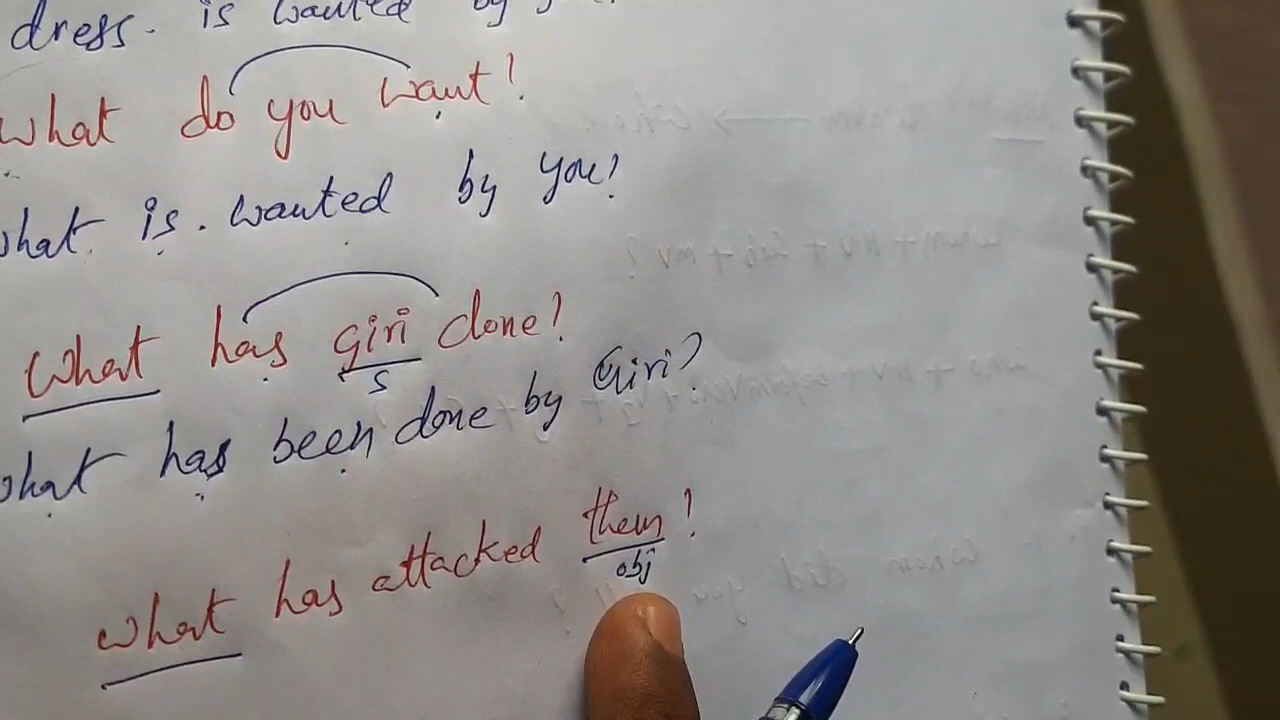 dress. is wanted by
What do you want?
What is. wanted by you?
What has giri done?
S
What has been done by Giri?
What has attacked them?
obj